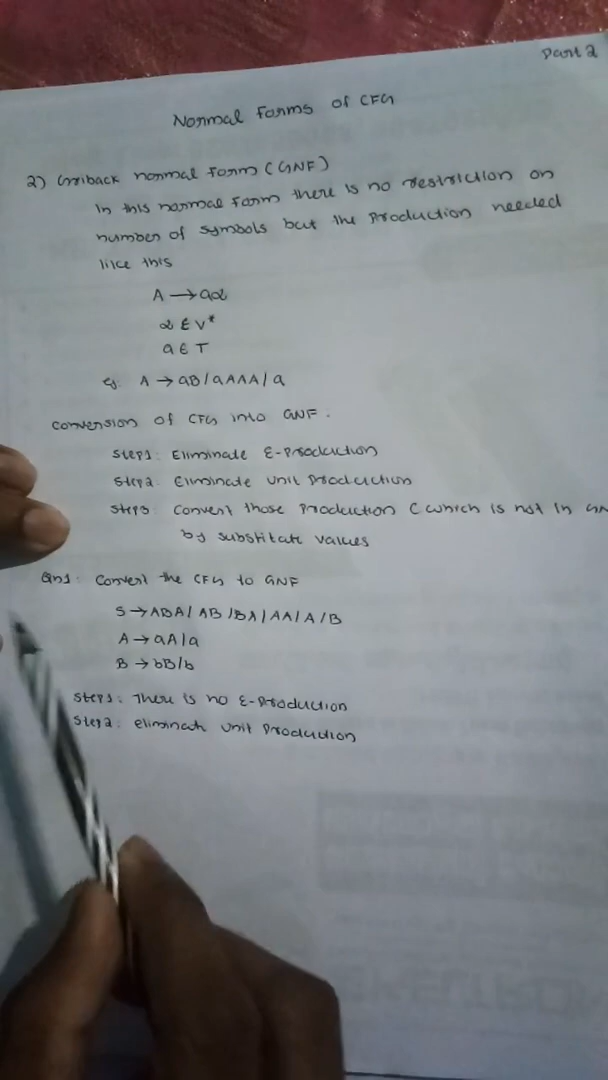 Part 2
Normal Forms of CFG
2) Griback normal form (GNF)
In this normal form there is no restriction on
number of symbols but the production needed
like this
A → aα
α ∈ V*
a ∈ T
eg. A → aB/aAAA/a
Conversion of CFG into GNF.
Step1: Eliminate ε-Production
Step2: Eliminate unit production
Step3: Convert those production (which is not in GN
by substitute values
Qn1: Convert the CFG to GNF
S → ABA/AB/BA/AA/A/B
A → aA/a
B → bB/b
Step1: There is no ε-production
Step2: eliminate unit production